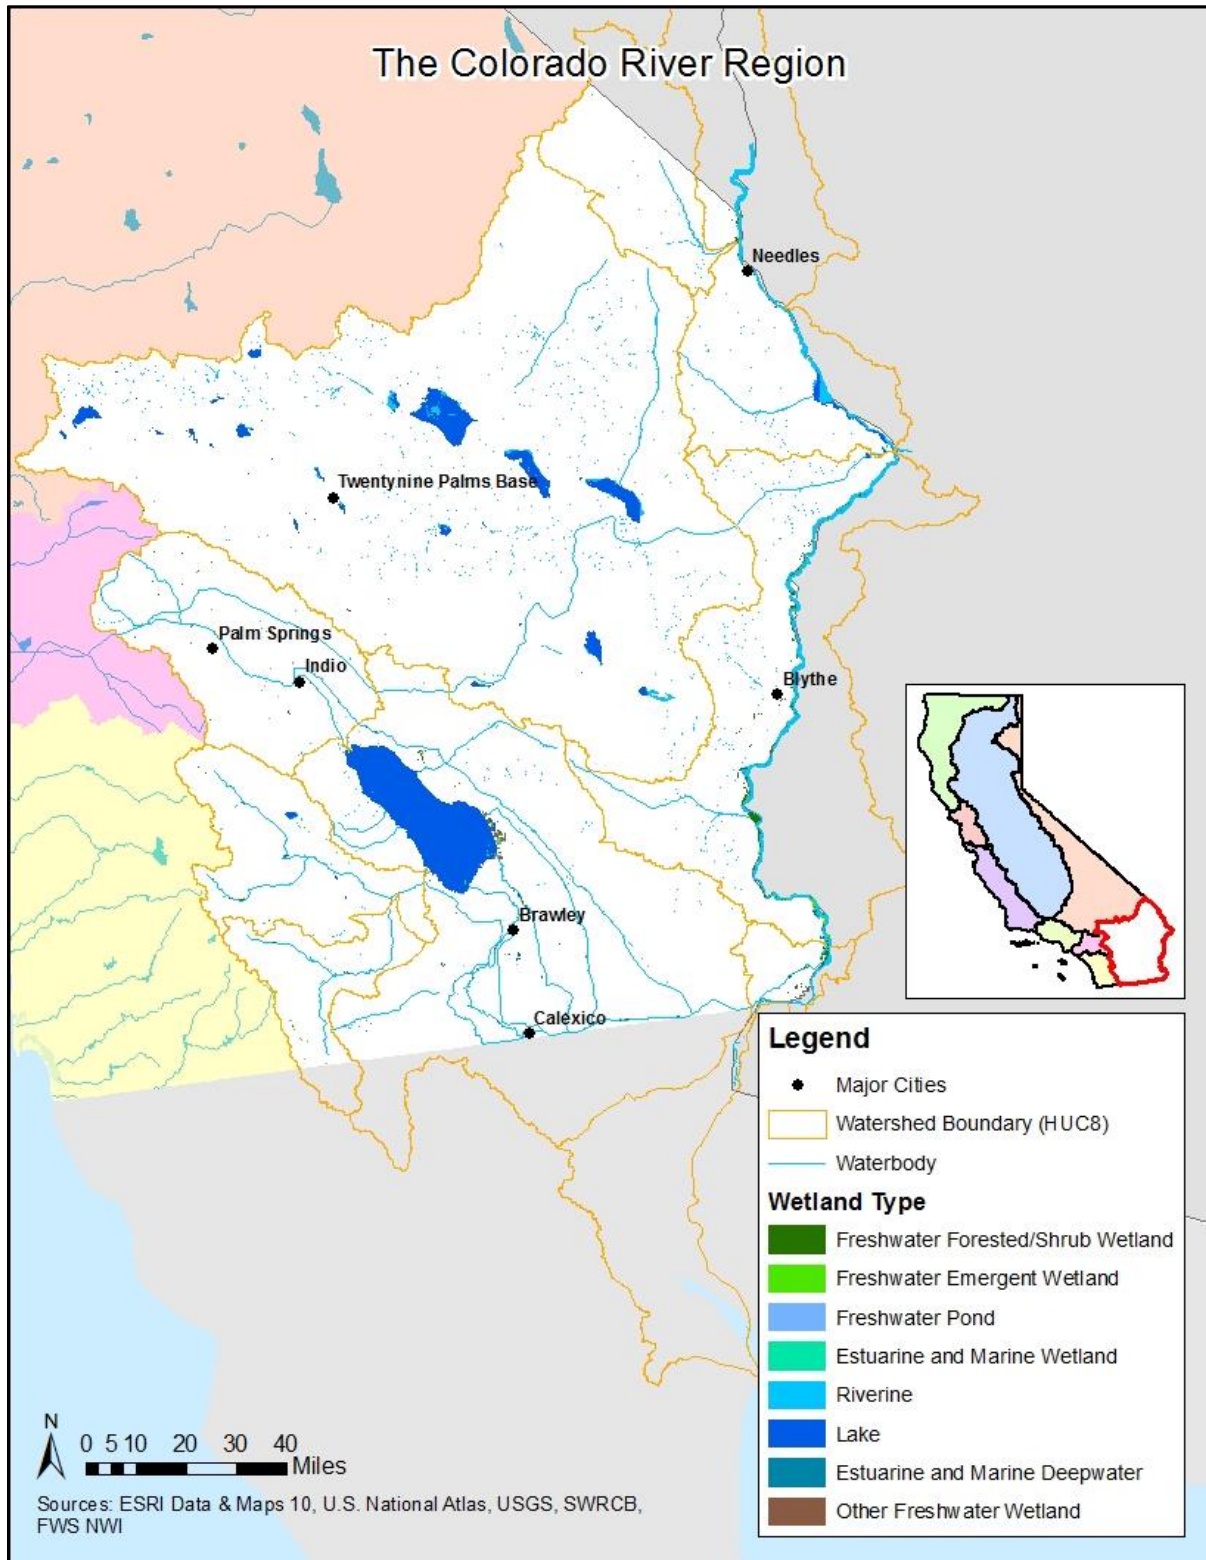 The Colorado River Region
Needles
Twentynine Palms Base
Palm Springs
Indio
Blythe
Brawley
Calexico
Legend
Major Cities
Watershed Boundary (HUC8)
Waterbody
Wetland Type
Freshwater Forested/Shrub Wetland
Freshwater Emergent Wetland
Freshwater Pond
Estuarine and Marine Wetland
Riverine
Lake
Estuarine and Marine Deepwater
Other Freshwater Wetland
N
0 5 10 20 30 40
Miles
Sources: ESRI Data & Maps 10, U.S. National Atlas, USGS, SWRCB,
FWS NWI